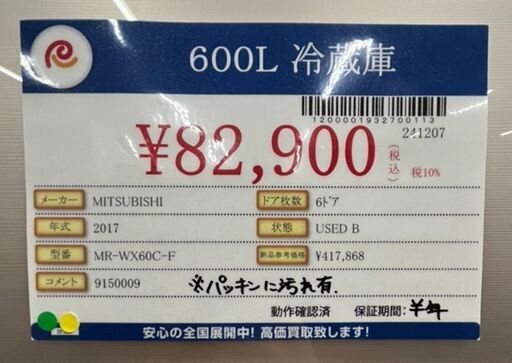 600L 冷蔵庫
1200001932700113
241207
¥82,900 (税込) 税10%
メーカー MITSUBISHI ドア枚数 6ドア
年式 2017 状態 USED B
型番 MR-WX60C-F 新品参考価格 ¥417,868
コメント 9150009 ※パッキンに汚れ有.
動作確認済 保証期間: 半年
安心の全国展開中! 高価買取致します!